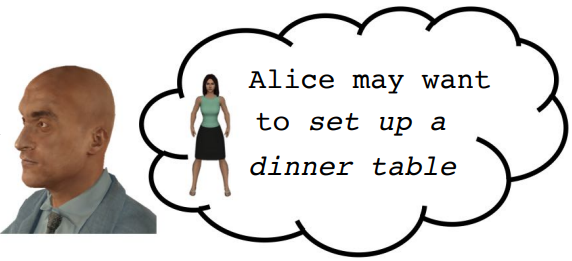 Alice may want
to set up a
dinner table